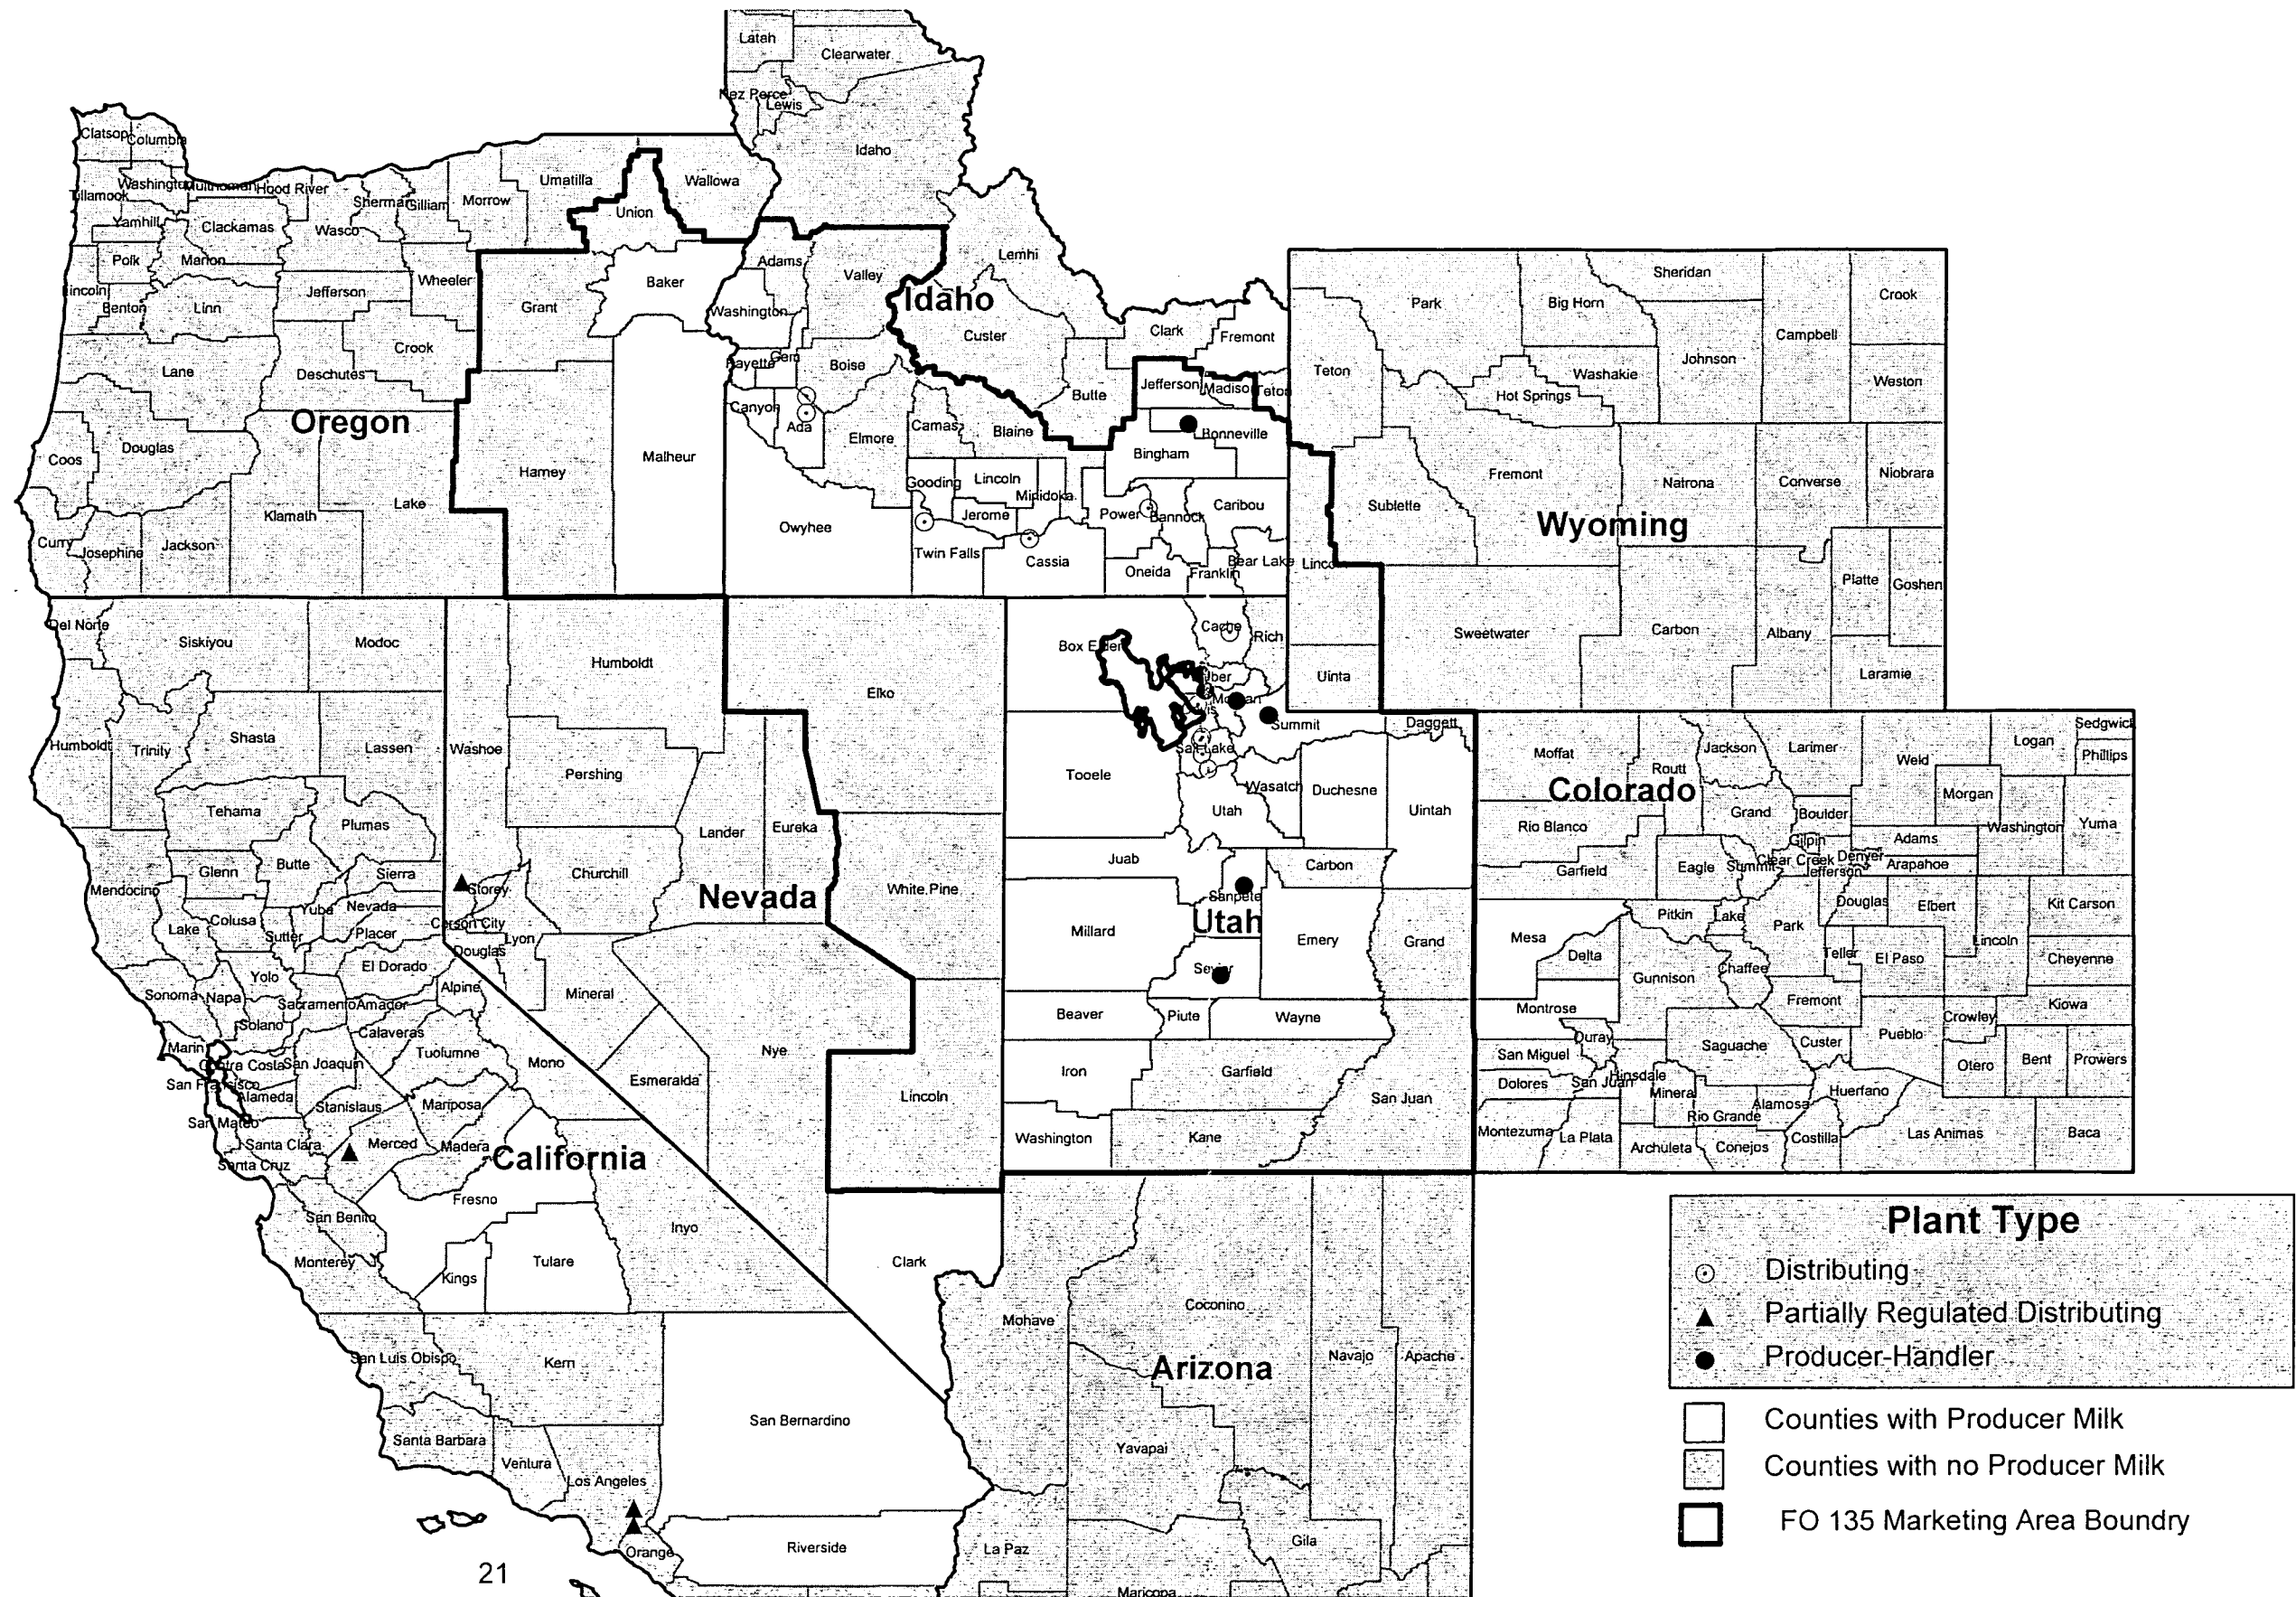 Latah
Clearwater
Nez Perce
Lewis
Idaho
Clatsop
Columbia
Tillamook
Washington
Multnomah
Hood River
Sherman
Gilliam
Morrow
Umatilla
Union
Wallowa
Yamhill
Clackamas
Wasco
Polk
Marion
Wheeler
Lincoln
Benton
Linn
Jefferson
Grant
Baker
Crook
Lane
Deschutes
Oregon
Coos
Douglas
Harney
Malheur
Lake
Klamath
Curry
Josephine
Jackson
Adams
Valley
Washington
Idaho
Lemhi
Custer
Clark
Fremont
Payette
Gem
Boise
Jefferson
Madison
Teton
Butte
Canyon
Ada
Elmore
Camas
Blaine
Bonneville
Bingham
Gooding
Lincoln
Minidoka
Jerome
Power
Bannock
Caribou
Owyhee
Twin Falls
Cassia
Oneida
Franklin
Bear Lake
Park
Big Horn
Sheridan
Crook
Campbell
Johnson
Teton
Washakie
Hot Springs
Weston
Fremont
Natrona
Converse
Niobrara
Sublette
Wyoming
Linco
Platte
Goshen
Sweetwater
Carbon
Albany
Uinta
Laramie
Del Norte
Siskiyou
Modoc
Humboldt
Trinity
Shasta
Lassen
Tehama
Plumas
Glenn
Butte
Sierra
Mendocino
Colusa
Yuba
Nevada
Lake
Sutter
Placer
Yolo
El Dorado
Sonoma
Napa
Sacramento
Amador
Alpine
Solano
Calaveras
Marin
Contra Costa
San Joaquin
Tuolumne
Mono
San Francisco
Alameda
Stanislaus
Mariposa
San Mateo
Santa Clara
Merced
Madera
California
Santa Cruz
Fresno
San Benito
Inyo
Monterey
Kings
Tulare
San Luis Obispo
Kern
San Bernardino
Santa Barbara
Ventura
Los Angeles
Orange
Riverside
Washoe
Humboldt
Elko
Pershing
Lander
Eureka
Churchill
Storey
Nevada
White Pine
Carson City
Lyon
Douglas
Mineral
Nye
Esmeralda
Lincoln
Clark
Cache
Rich
Box Elder
Morgan
Summit
Daggett
Salt Lake
Tooele
Wasatch
Duchesne
Uintah
Utah
Juab
Carbon
Sanpete
Utah
Millard
Emery
Grand
Sevier
Beaver
Piute
Wayne
Iron
Garfield
San Juan
Washington
Kane
Moffat
Jackson
Larimer
Logan
Sedgwick
Phillips
Routt
Weld
Colorado
Morgan
Grand
Boulder
Rio Blanco
Washington
Yuma
Gilpin
Adams
Garfield
Eagle
Summit
Clear Creek
Denver
Jefferson
Arapahoe
Pitkin
Lake
Park
Douglas
Elbert
Kit Carson
Mesa
Delta
Lincoln
Gunnison
Chaffee
Teller
El Paso
Cheyenne
Montrose
Fremont
Crowley
Kiowa
Ouray
Saguache
Custer
Pueblo
San Miguel
Otero
Bent
Prowers
Dolores
San Juan
Hinsdale
Mineral
Huerfano
Rio Grande
Alamosa
Montezuma
La Plata
Archuleta
Conejos
Costilla
Las Animas
Baca
Mohave
Coconino
Navajo
Apache
Arizona
Yavapai
La Paz
Gila
Maricopa
Plant Type
Distributing
Partially Regulated Distributing
Producer-Handler
Counties with Producer Milk
Counties with no Producer Milk
FO 135 Marketing Area Boundry
21